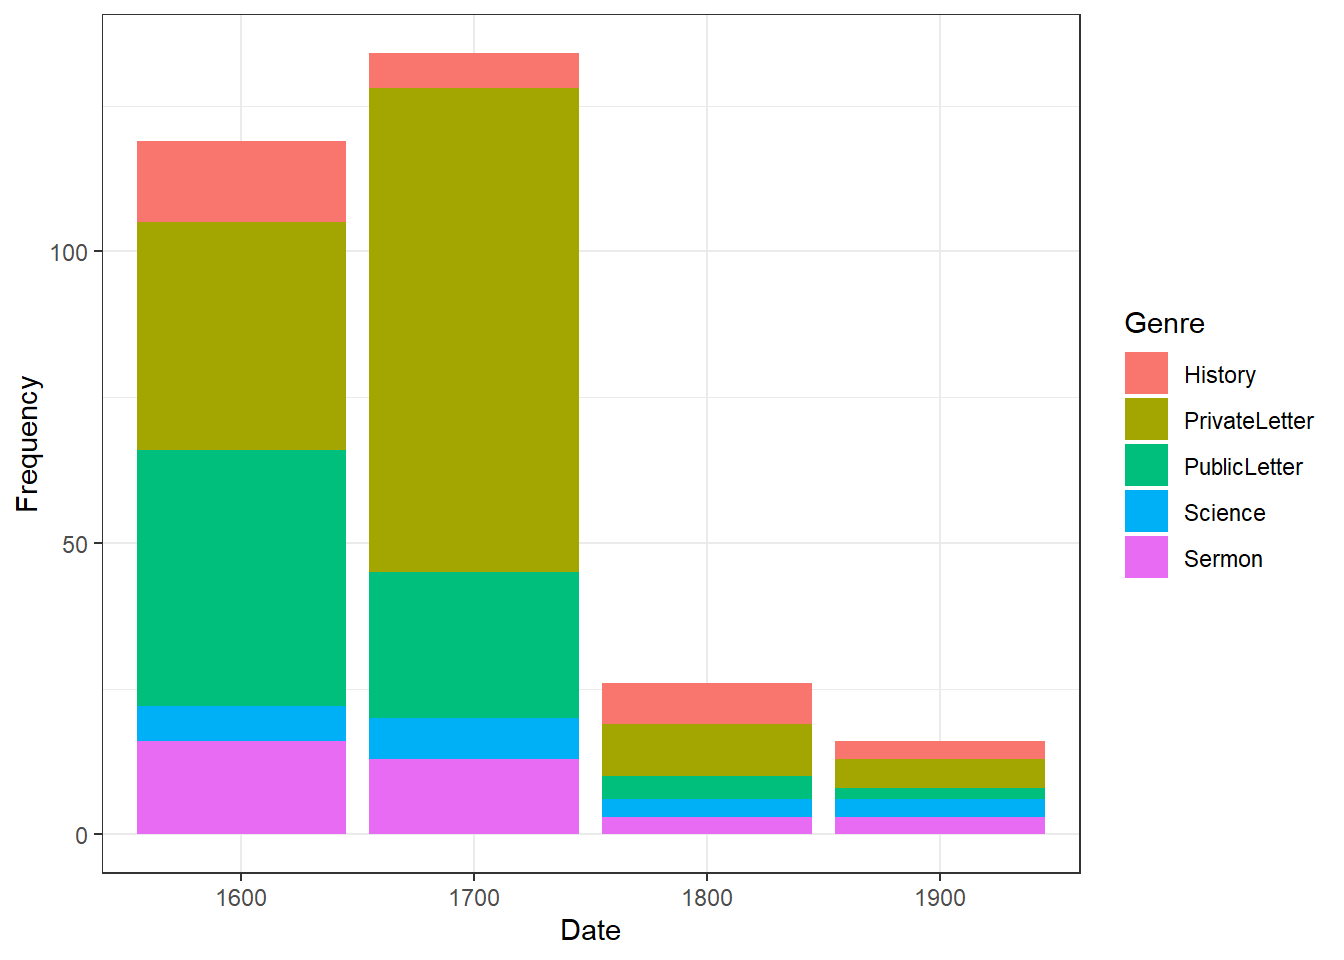 Frequency
100
50
0
1600 1700 1800 1900
Date
Genre
History
PrivateLetter
PublicLetter
Science
Sermon